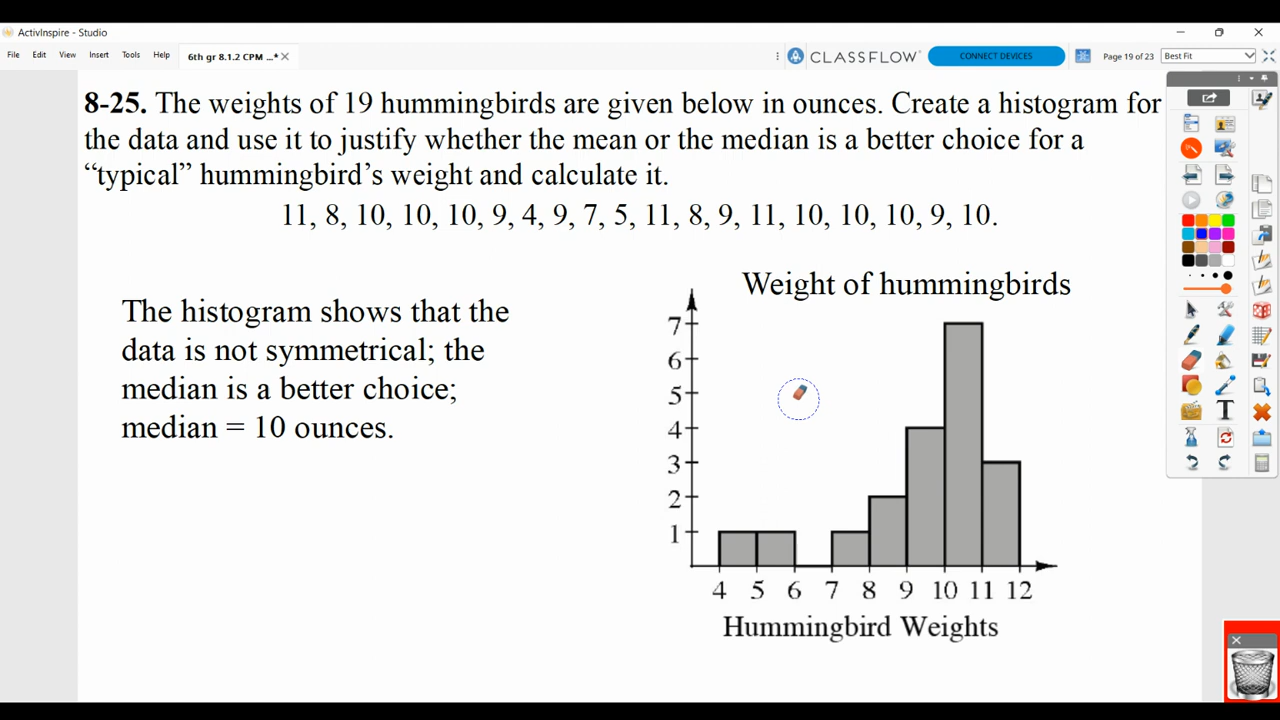 ActivInspire - Studio
File Edit View Insert Tools Help 6th gr 8.1.2 CPM ...* CLASSFLOW CONNECT DEVICES Page 19 of 23 Best Fit
8-25. The weights of 19 hummingbirds are given below in ounces. Create a histogram for
the data and use it to justify whether the mean or the median is a better choice for a
“typical” hummingbird’s weight and calculate it.
11, 8, 10, 10, 10, 9, 4, 9, 7, 5, 11, 8, 9, 11, 10, 10, 10, 9, 10.
The histogram shows that the
data is not symmetrical; the
median is a better choice;
median = 10 ounces.
Weight of hummingbirds
7
6
5
4
3
2
1
4 5 6 7 8 9 10 11 12
Hummingbird Weights